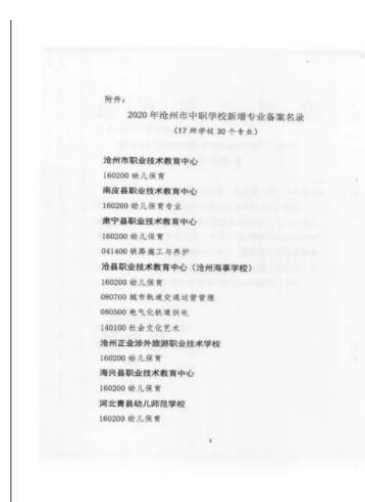 附件：
2020 年沧州市中职学校新增专业备案名录
（17 所学校 30 个专业）
沧州市职业技术教育中心
160200 幼儿保育
南皮县职业技术教育中心
160200 幼儿保育专业
肃宁县职业技术教育中心
160200 幼儿保育
041400 铁路施工与养护
沧县职业技术教育中心（沧州海事学校）
160200 幼儿保育
080700 城市轨道交通运营管理
080500 电气化铁道供电
140100 社会文化艺术
沧州正业涉外旅游职业技术学校
160200 幼儿保育
海兴县职业技术教育中心
160200 幼儿保育
河北青县幼儿师范学校
160200 幼儿保育